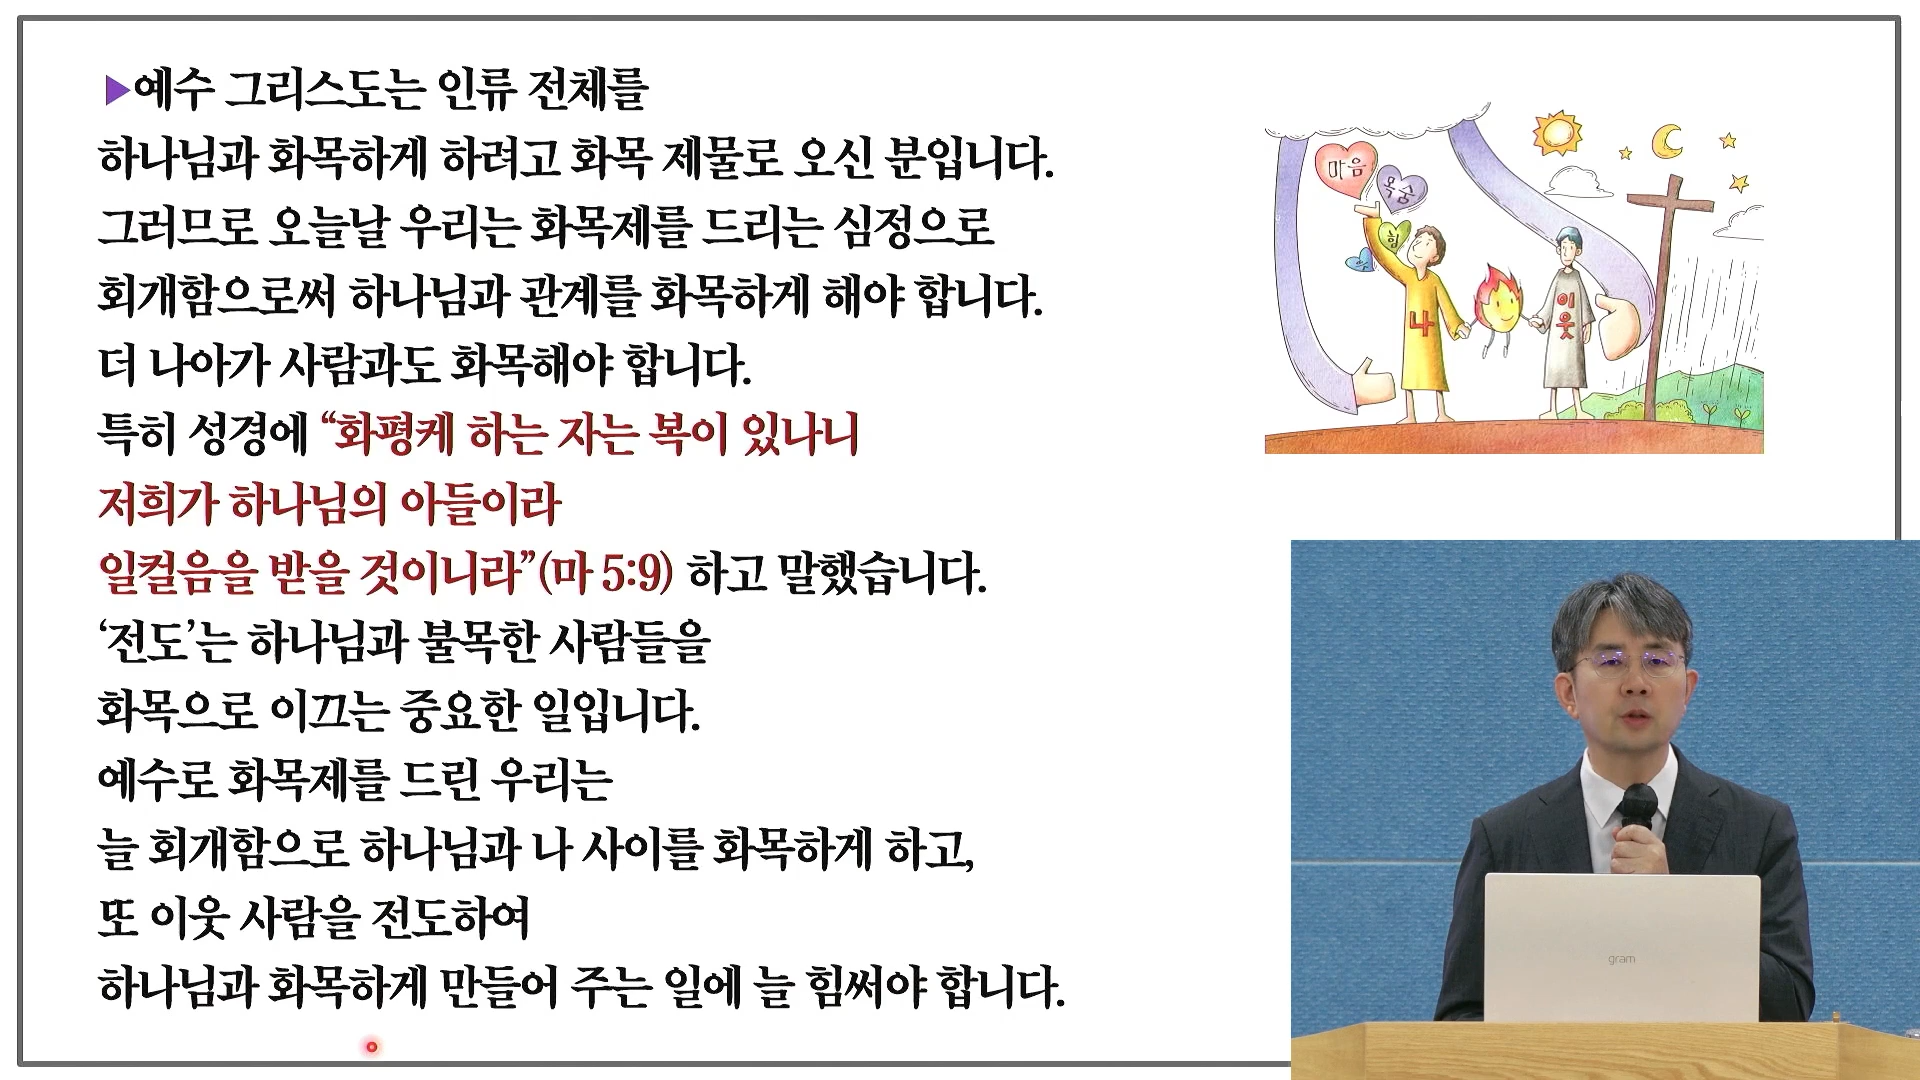 ▶예수 그리스도는 인류 전체를
하나님과 화목하게 하려고 화목 제물로 오신 분입니다.
그러므로 오늘날 우리는 화목제를 드리는 심정으로
회개함으로써 하나님과 관계를 화목하게 해야 합니다.
더 나아가 사람과도 화목해야 합니다.
특히 성경에 “화평케 하는 자는 복이 있나니
저희가 하나님의 아들이라
일컬음을 받을 것이니라”(마 5:9) 하고 말했습니다.
‘전도’는 하나님과 불목한 사람들을
화목으로 이끄는 중요한 일입니다.
예수로 화목제를 드린 우리는
늘 회개함으로 하나님과 나 사이를 화목하게 하고,
또 이웃 사람을 전도하여
하나님과 화목하게 만들어 주는 일에 늘 힘써야 합니다.
마음
목숨
힘
나
이웃
gram